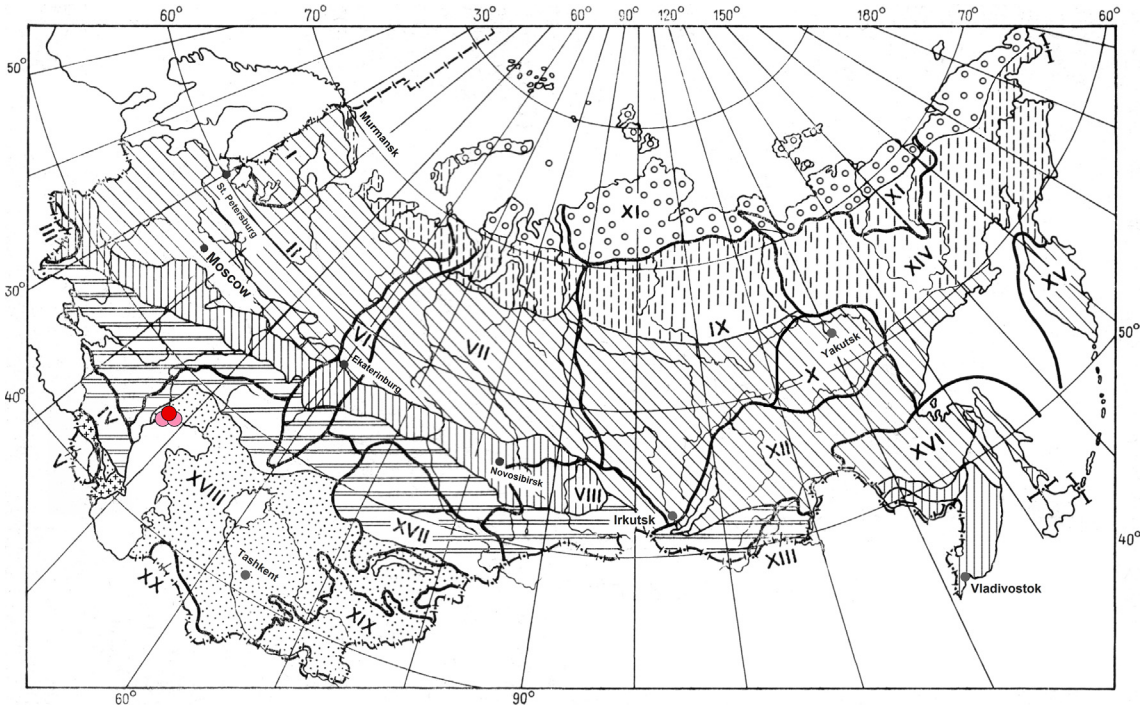 60° 70° 30° 60° 90° 120° 150° 180° 70° 60°
50°
Murmansk
I
St. Petersburg
XI
XI
III
II
Moscow
XIV
XV
30°
IX
50°
VI
VII
Yakutsk
Ekaterinburg
X
40°
IV
XII
XVI
V
XVIII
Novosibirsk
VIII
Irkutsk
XVII
40°
XIII
XX
Tashkent
Vladivostok
XIX
60° 90°